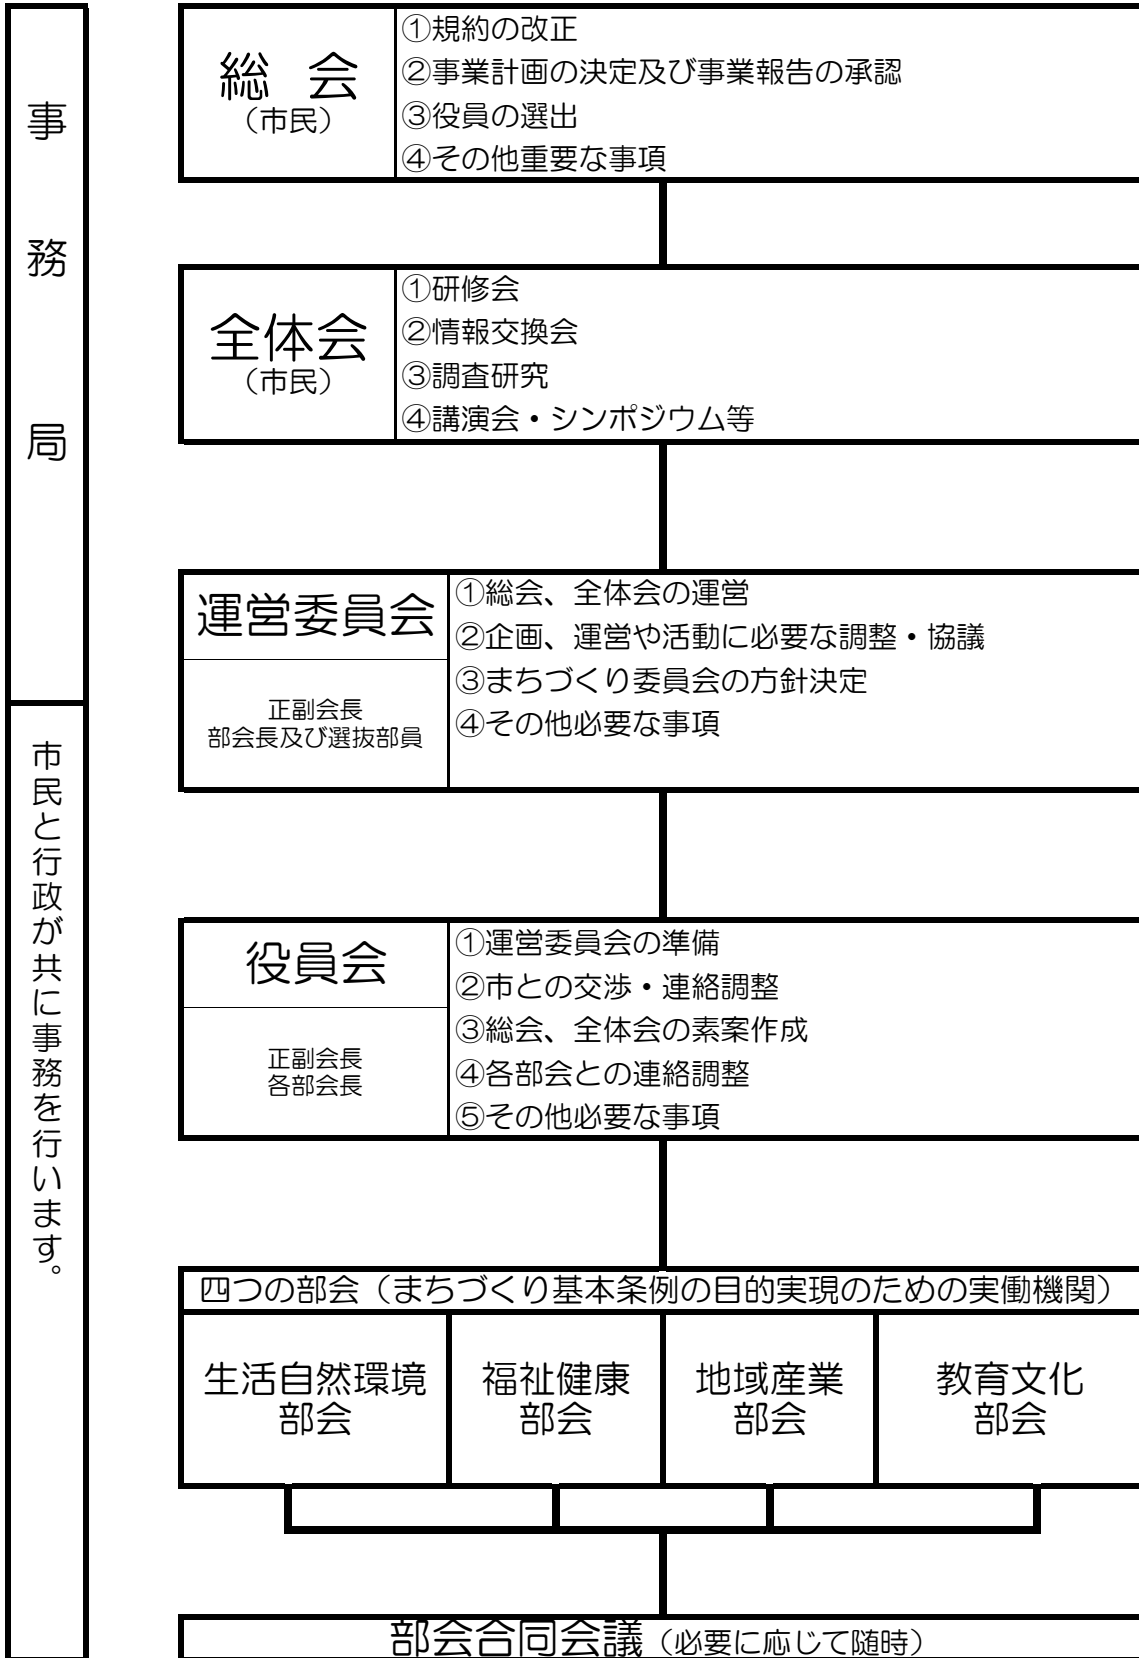 事務局
市民と行政が共に事務を行います。
総　会
（市民）
①規約の改正
②事業計画の決定及び事業報告の承認
③役員の選出
④その他重要な事項
全体会
（市民）
①研修会
②情報交換会
③調査研究
④講演会・シンポジウム等
運営委員会
正副会長
部会長及び選抜部員
①総会、全体会の運営
②企画、運営や活動に必要な調整・協議
③まちづくり委員会の方針決定
④その他必要な事項
役員会
正副会長
各部会長
①運営委員会の準備
②市との交渉・連絡調整
③総会、全体会の素案作成
④各部会との連絡調整
⑤その他必要な事項
四つの部会（まちづくり基本条例の目的実現のための実働機関）
生活自然環境
部会
福祉健康
部会
地域産業
部会
教育文化
部会
部会合同会議（必要に応じて随時）